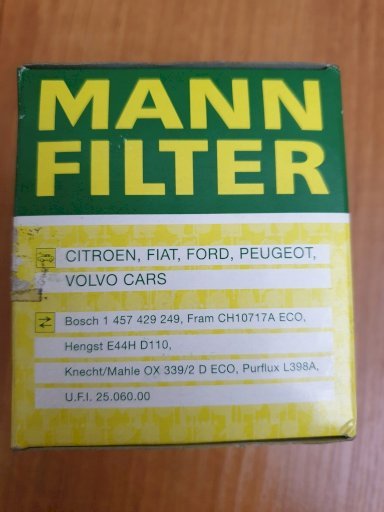 MANN
FILTER
CITROEN, FIAT, FORD, PEUGEOT,
VOLVO CARS
Bosch 1 457 429 249, Fram CH10717A ECO,
Hengst E44H D110,
Knecht/Mahle OX 339/2 D ECO, Purflux L398A,
U.F.I. 25.060.00